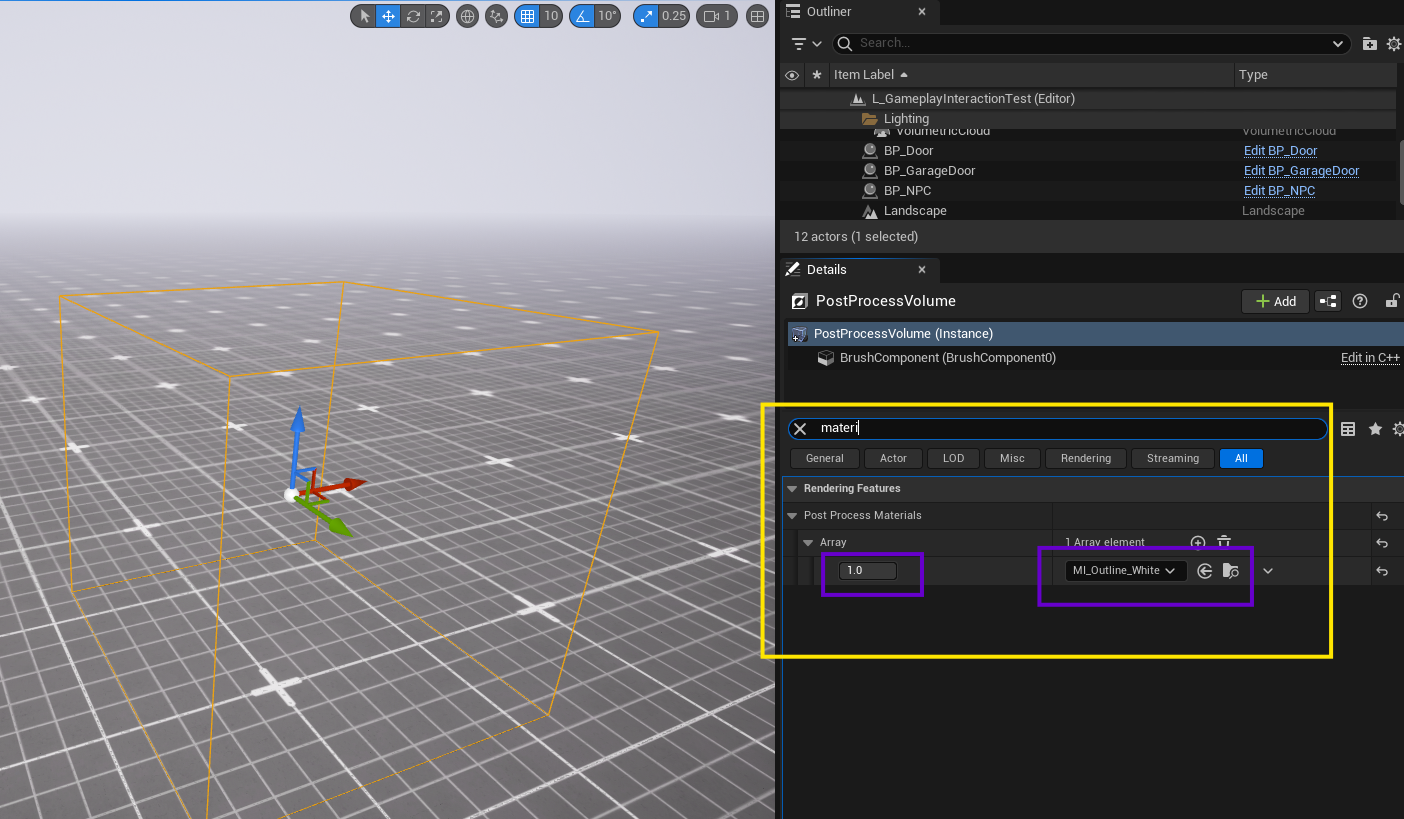 10
10°
0.25
1
Outliner
Search...
Item Label
Type
L_GameplayInteractionTest (Editor)
Lighting
VolumetricCloud
VolumetricCloud
BP_Door
Edit BP_Door
BP_GarageDoor
Edit BP_GarageDoor
BP_NPC
Edit BP_NPC
Landscape
Landscape
12 actors (1 selected)
Details
PostProcessVolume
Add
PostProcessVolume (Instance)
BrushComponent (BrushComponent0)
Edit in C++
materi
General
Actor
LOD
Misc
Rendering
Streaming
All
Rendering Features
Post Process Materials
Array
1 Array element
1.0
MI_Outline_White